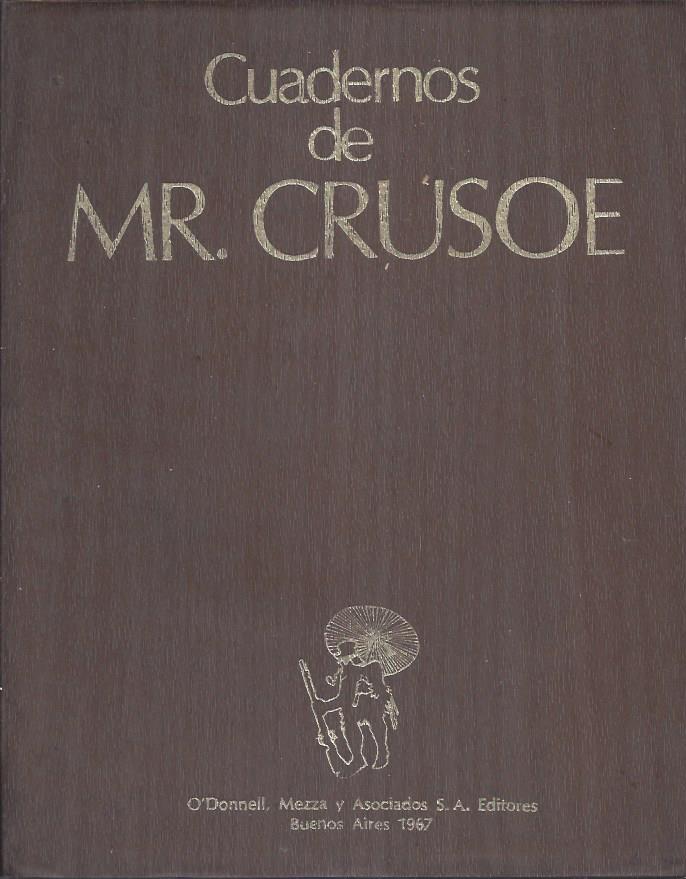 Cuadernos
de
MR. CRUSOE
O'Donnell, Mezza y Asociados S. A. Editores
Buenos Aires 1967